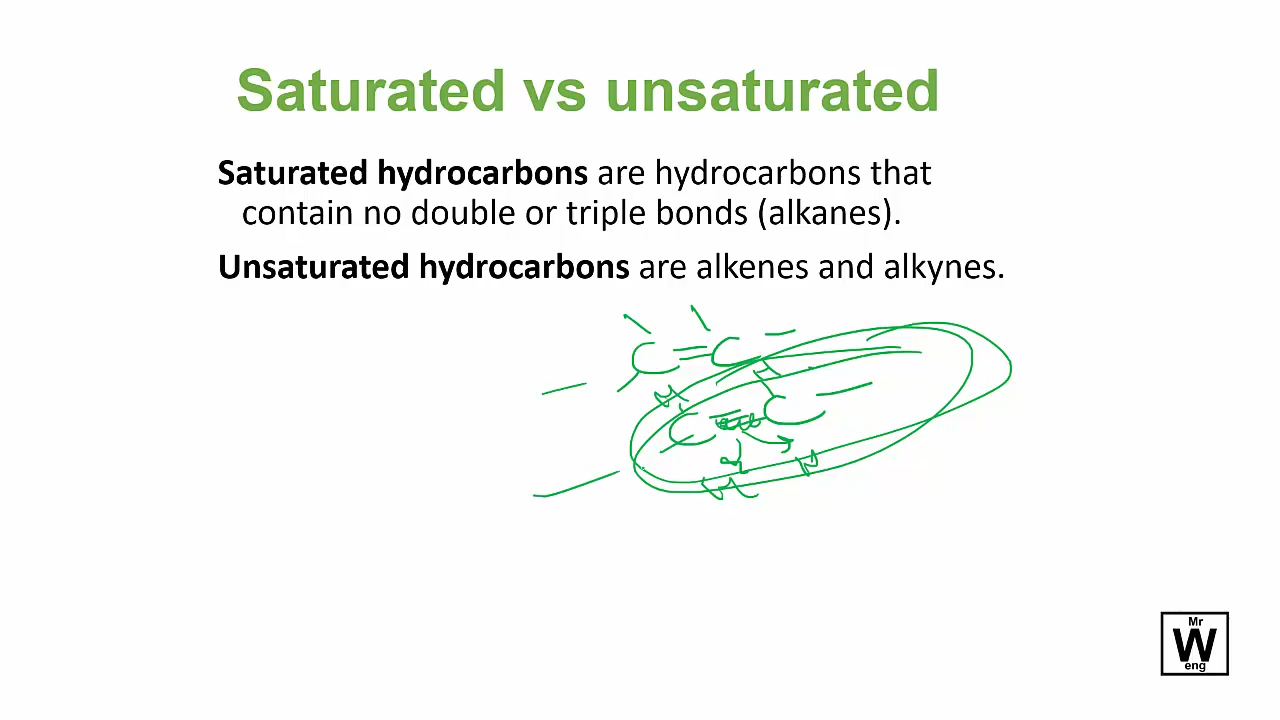 Saturated vs unsaturated
Saturated hydrocarbons are hydrocarbons that
contain no double or triple bonds (alkanes).
Unsaturated hydrocarbons are alkenes and alkynes.
C=C
C C
Mr
W
eng